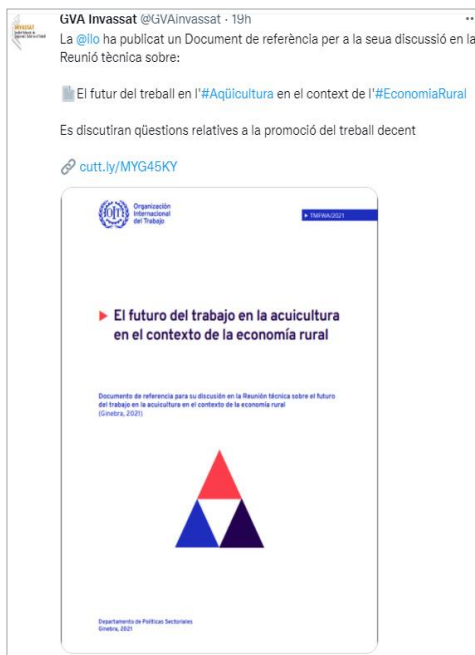 GVA Invassat @GVAinvassat · 19h
La @ilo ha publicat un Document de referència per a la seua discussió en la
Reunió tècnica sobre:
El futur del treball en l'#Aqüicultura en el context de l'#EconomiaRural
Es discutiran qüestions relatives a la promoció del treball decent
cutt.ly/MYG45KY
Organización
Internacional
del Trabajo
TMFWA/2021
El futuro del trabajo en la acuicultura
en el contexto de la economía rural
Documento de referencia para su discusión en la Reunión técnica sobre el futuro
del trabajo en la acuicultura en el contexto de la economía rural
(Ginebra, 2021)
Departamento de Políticas Sectoriales
Ginebra, 2021